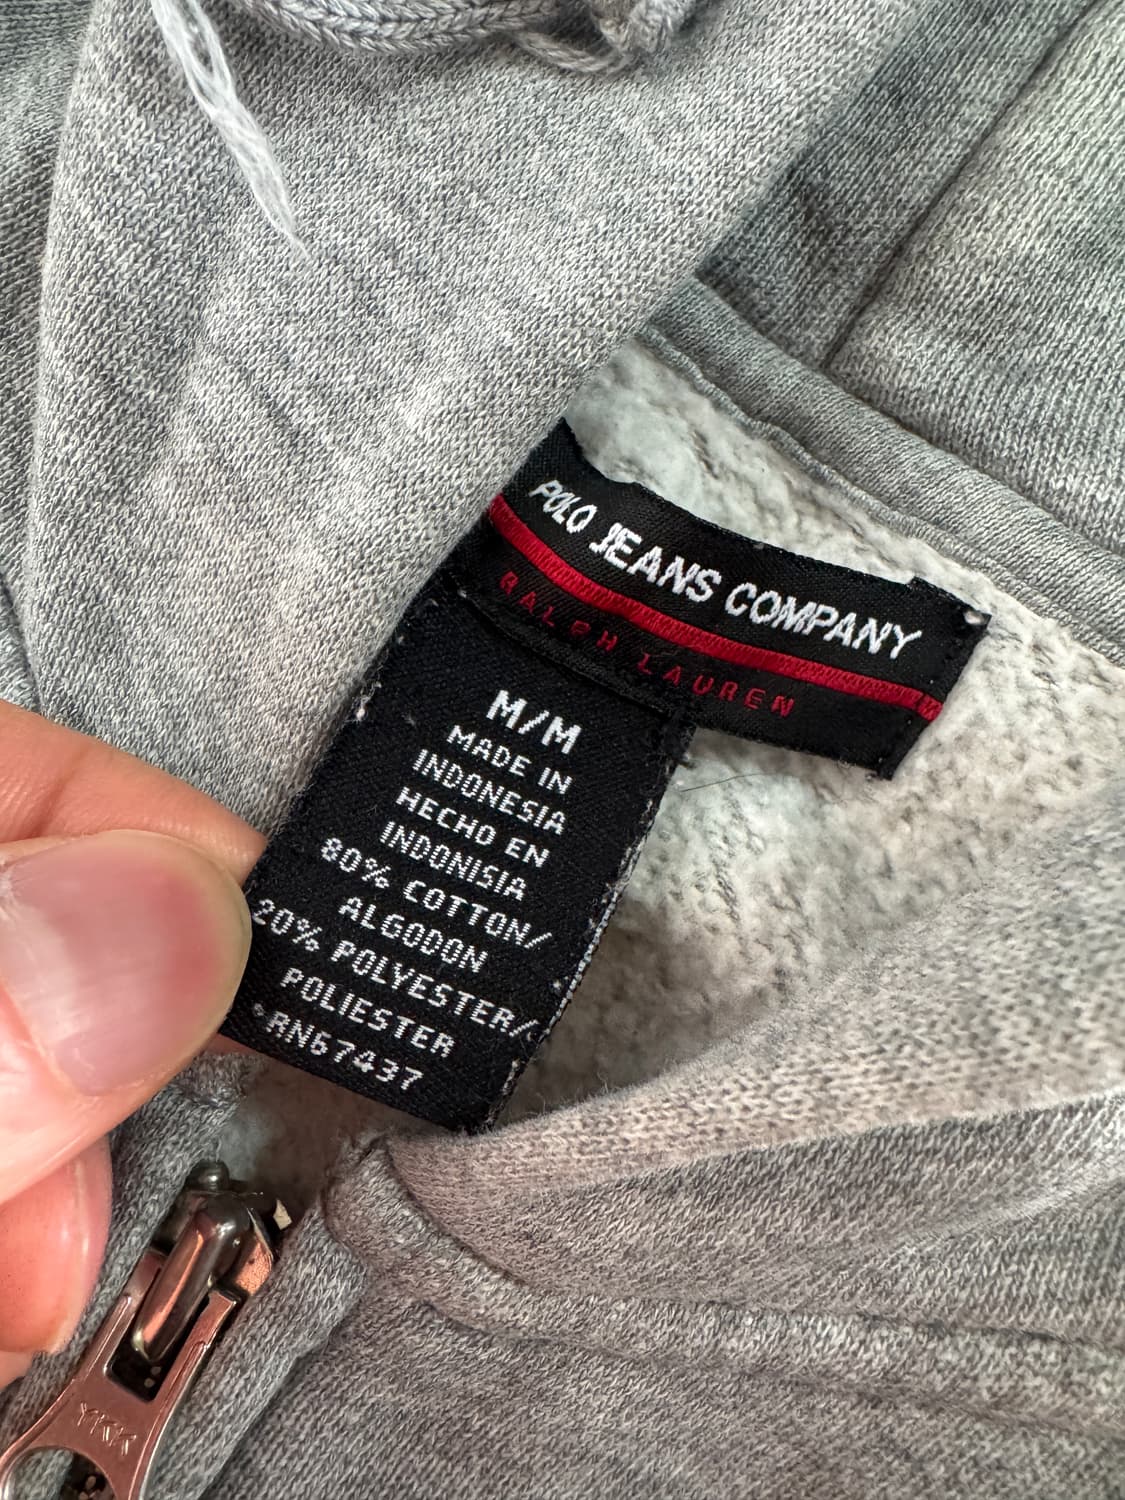 POLO JEANS COMPANY
RALPH LAUREN
M/M
MADE IN
INDONESIA
HECHO EN
INDONISIA
80% COTTON/
ALGODON
20% POLYESTER/
POLIESTER
*RN67437
YKK